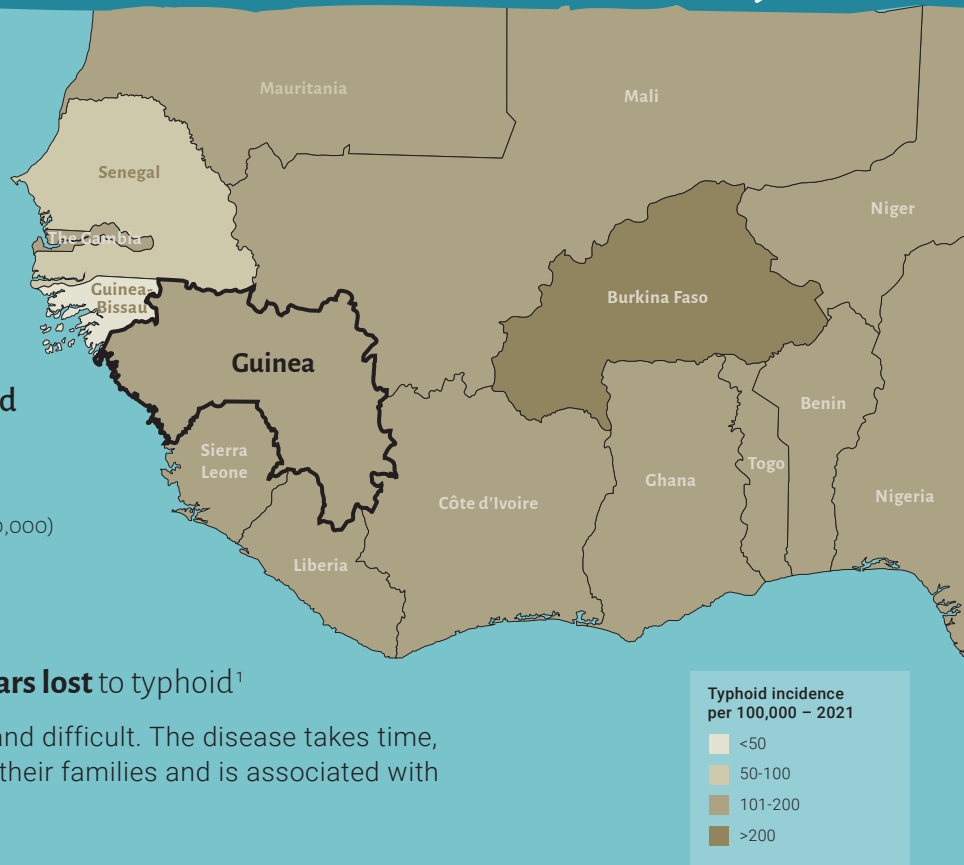 Mauritania
Mali
Senegal
Niger
The Gambia
Guinea-
Bissau
Burkina Faso
Guinea
d
Benin
Sierra
Leone
Togo
Ghana
Côte d'Ivoire
Nigeria
0,000)
Liberia
ars lost to typhoid¹
and difficult. The disease takes time,
their families and is associated with
Typhoid incidence
per 100,000 – 2021
<50
50-100
101-200
>200